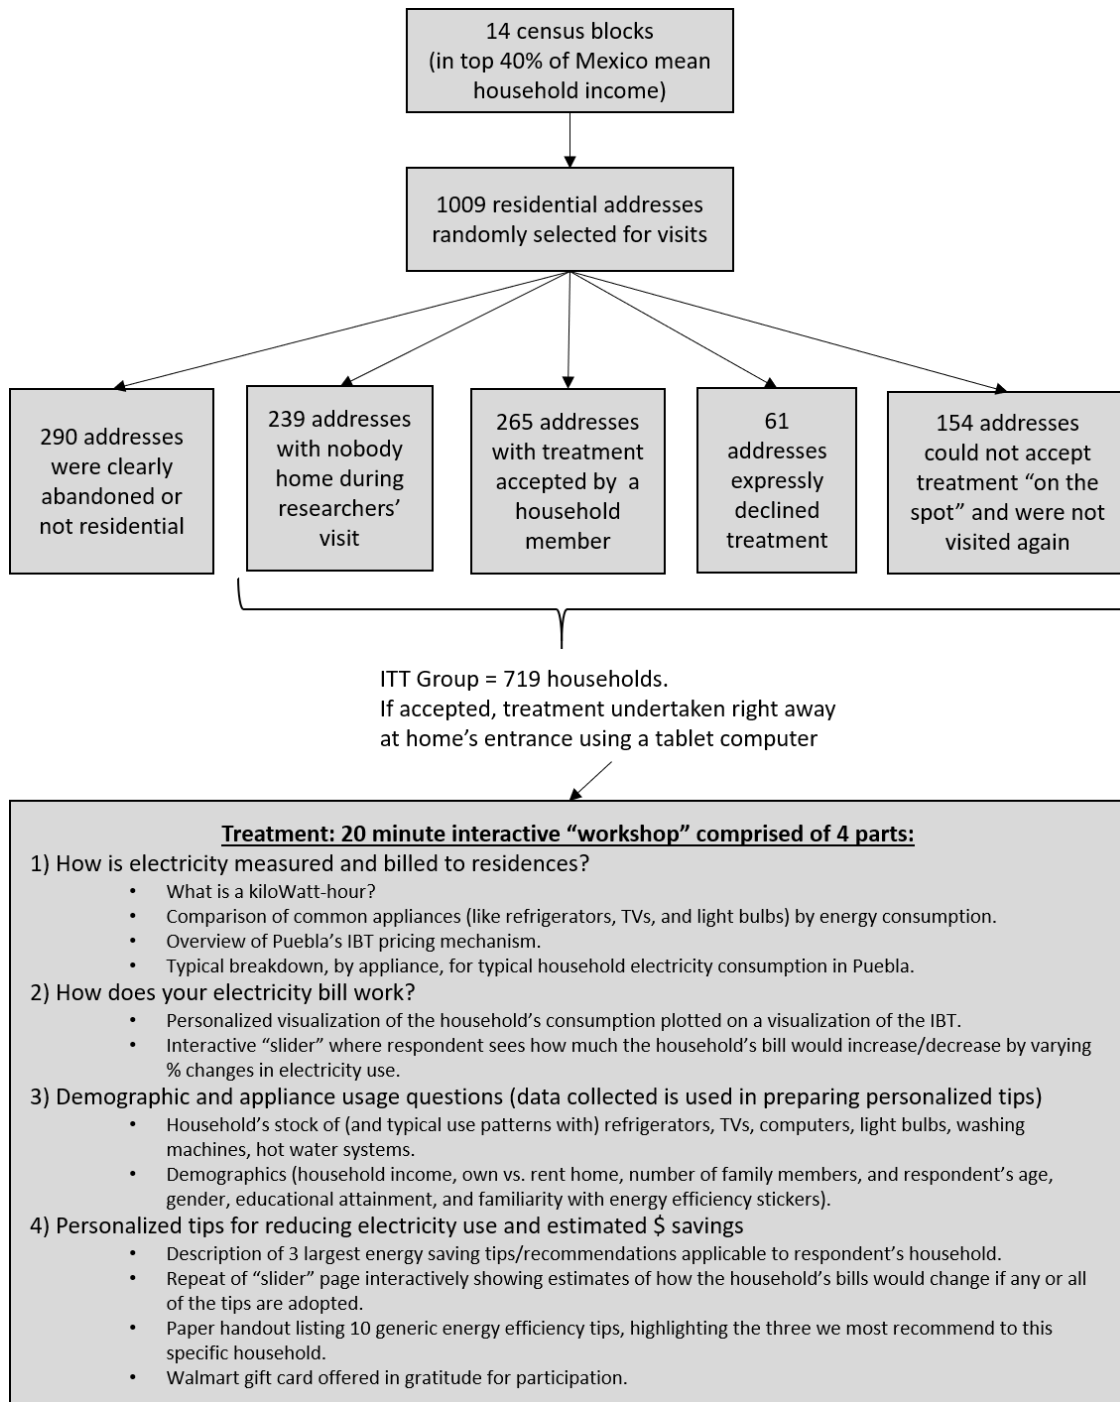 14 census blocks
(in top 40% of Mexico mean
household income)
1009 residential addresses
randomly selected for visits
290 addresses
were clearly
abandoned or
not residential
239 addresses
with nobody
home during
researchers’
visit
265 addresses
with treatment
accepted by a
household
member
61
addresses
expressly
declined
treatment
154 addresses
could not accept
treatment “on the
spot” and were not
visited again
ITT Group = 719 households.
If accepted, treatment undertaken right away
at home’s entrance using a tablet computer
Treatment: 20 minute interactive “workshop” comprised of 4 parts:
1) How is electricity measured and billed to residences?
• What is a kiloWatt-hour?
• Comparison of common appliances (like refrigerators, TVs, and light bulbs) by energy consumption.
• Overview of Puebla’s IBT pricing mechanism.
• Typical breakdown, by appliance, for typical household electricity consumption in Puebla.
2) How does your electricity bill work?
• Personalized visualization of the household’s consumption plotted on a visualization of the IBT.
• Interactive “slider” where respondent sees how much the household’s bill would increase/decrease by varying
% changes in electricity use.
3) Demographic and appliance usage questions (data collected is used in preparing personalized tips)
• Household’s stock of (and typical use patterns with) refrigerators, TVs, computers, light bulbs, washing
machines, hot water systems.
• Demographics (household income, own vs. rent home, number of family members, and respondent’s age,
gender, educational attainment, and familiarity with energy efficiency stickers).
4) Personalized tips for reducing electricity use and estimated $ savings
• Description of 3 largest energy saving tips/recommendations applicable to respondent’s household.
• Repeat of “slider” page interactively showing estimates of how the household’s bills would change if any or all
of the tips are adopted.
• Paper handout listing 10 generic energy efficiency tips, highlighting the three we most recommend to this
specific household.
• Walmart gift card offered in gratitude for participation.